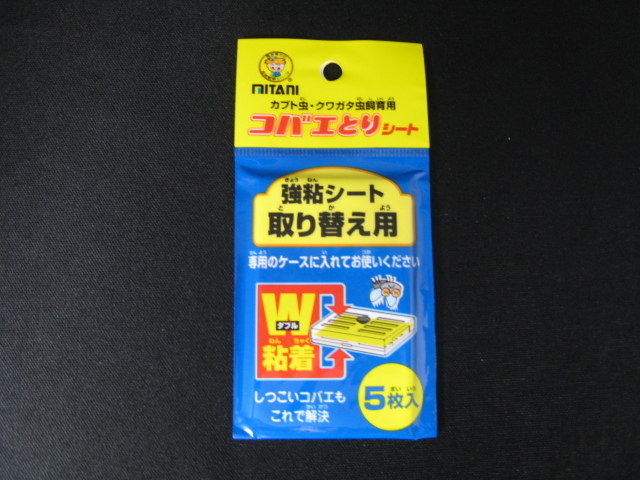 MITANI
カブト虫・クワガタ虫飼育用
コバエとりシート
強粘シート
取り替え用
専用のケースに入れてお使いください
W
ダブル
粘着
しつこいコバエも
これで解決
5枚入